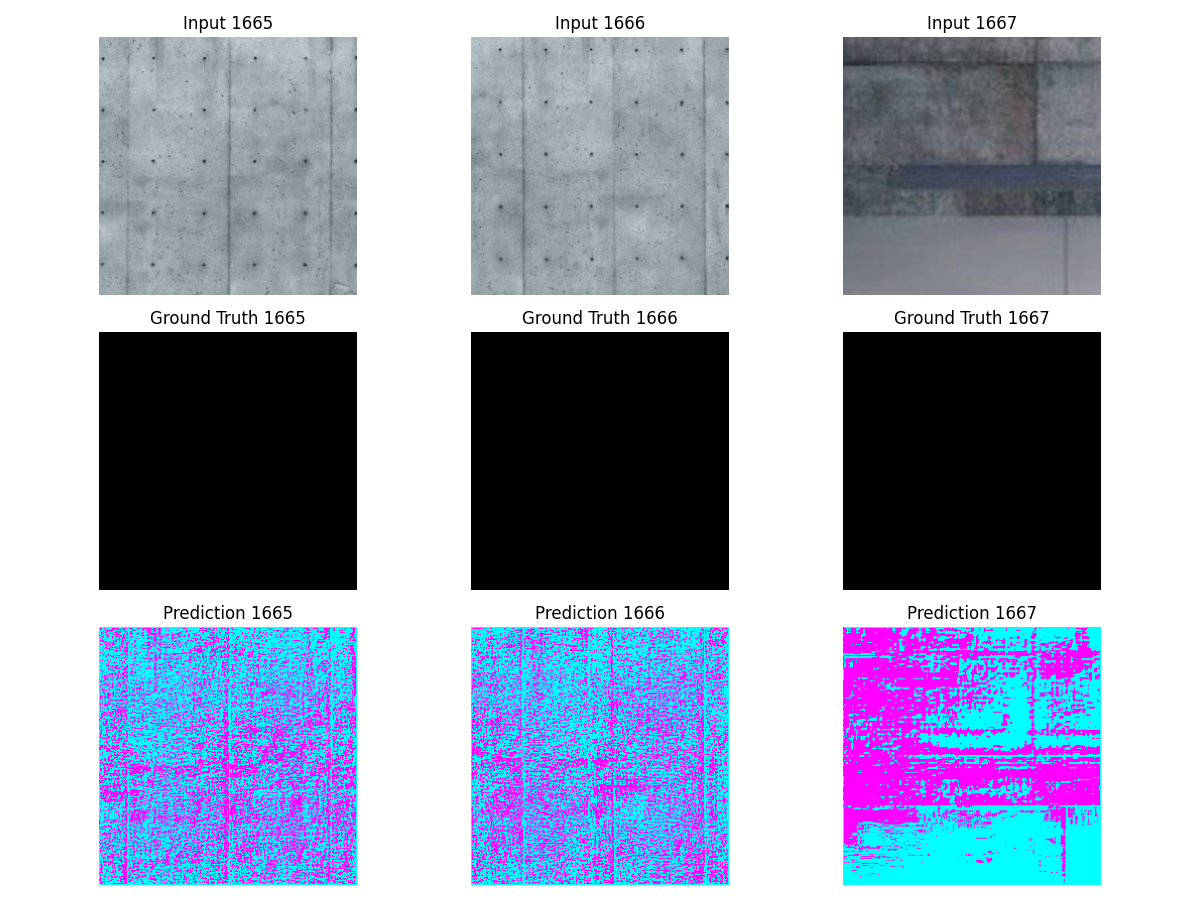 Input 1665
Input 1666
Input 1667
Ground Truth 1665
Ground Truth 1666
Ground Truth 1667
Prediction 1665
Prediction 1666
Prediction 1667